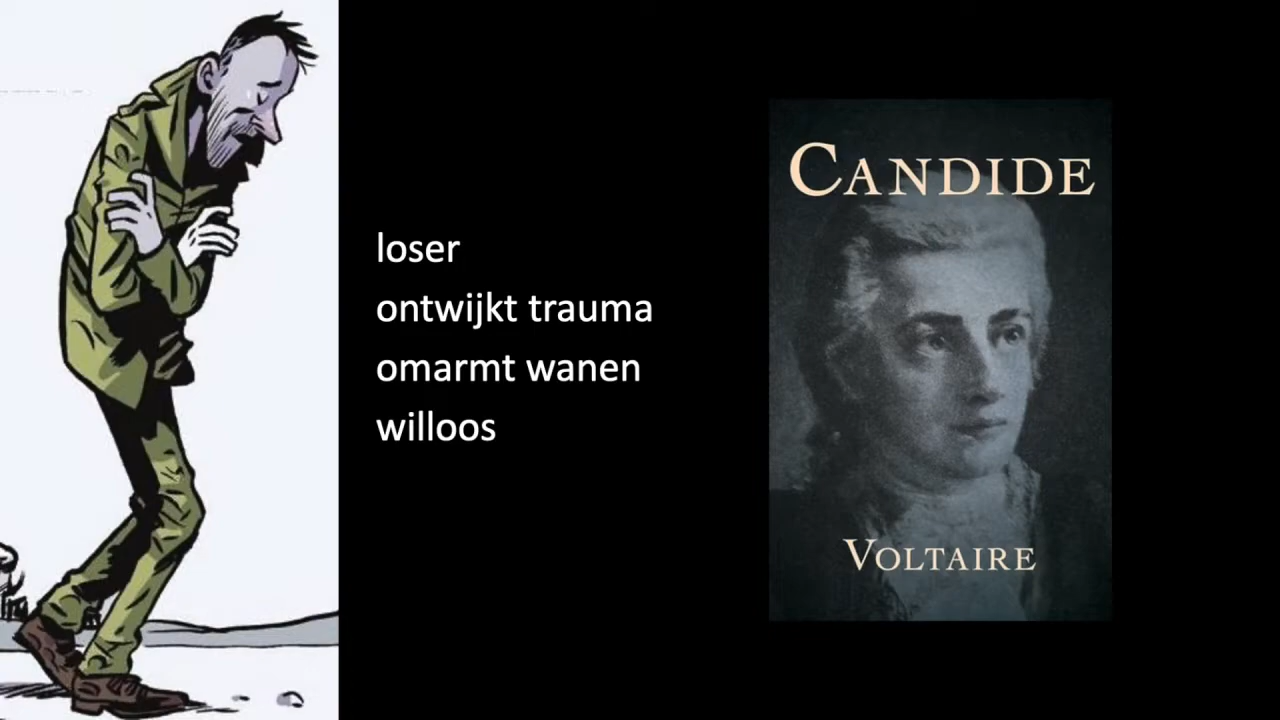 loser
ontwijkt trauma
omarmt wanen
willoos
CANDIDE
VOLTAIRE